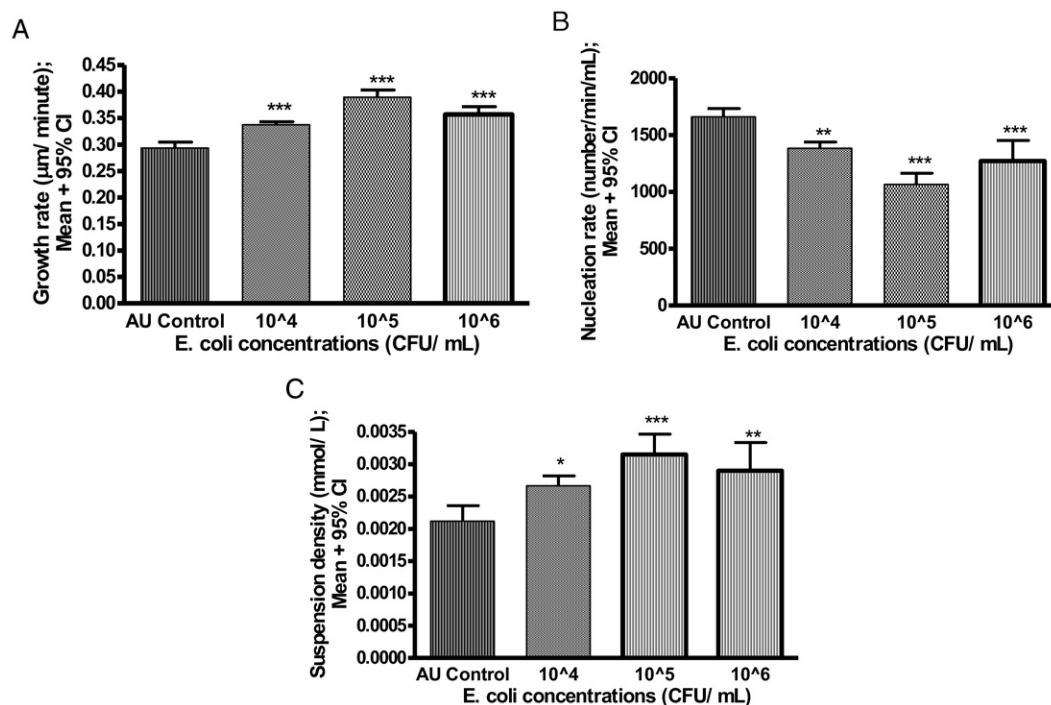 A
Growth rate (µm/ minute);
Mean + 95% CI
0.45
0.40
0.35
0.30
0.25
0.20
0.15
0.10
0.05
0.00
***
***
***
AU Control 10^4 10^5 10^6
E. coli concentrations (CFU/ mL)
B
Nucleation rate (number/min/mL);
Mean + 95% CI
2000
1500
1000
500
0
**
***
***
AU Control 10^4 10^5 10^6
E. coli concentrations (CFU/ mL)
C
Suspension density (mmol/ L);
Mean + 95% CI
0.0035
0.0030
0.0025
0.0020
0.0015
0.0010
0.0005
0.0000
*
***
**
AU Control 10^4 10^5 10^6
E. coli concentrations (CFU/ mL)